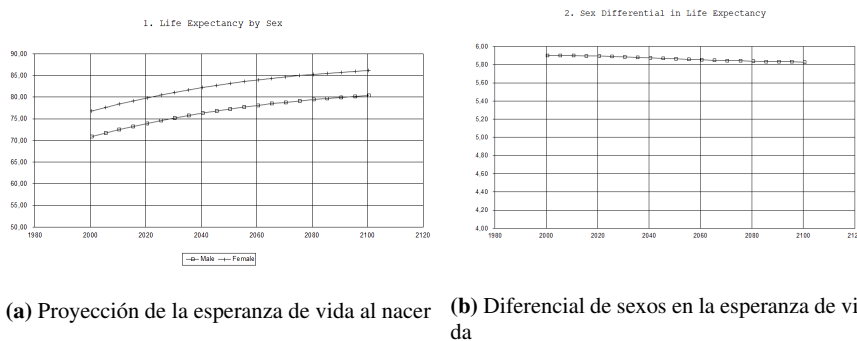 1. Life Expectancy by Sex
90,00
85,00
80,00
75,00
70,00
65,00
60,00
55,00
50,00
1980 2000 2020 2040 2060 2080 2100 2120
Male Female
(a) Proyección de la esperanza de vida al nacer
2. Sex Differential in Life Expectancy
6,00
5,80
5,60
5,40
5,20
5,00
4,80
4,60
4,40
4,20
4,00
1980 2000 2020 2040 2060 2080 2100 212
(b) Diferencial de sexos en la esperanza de vi
da